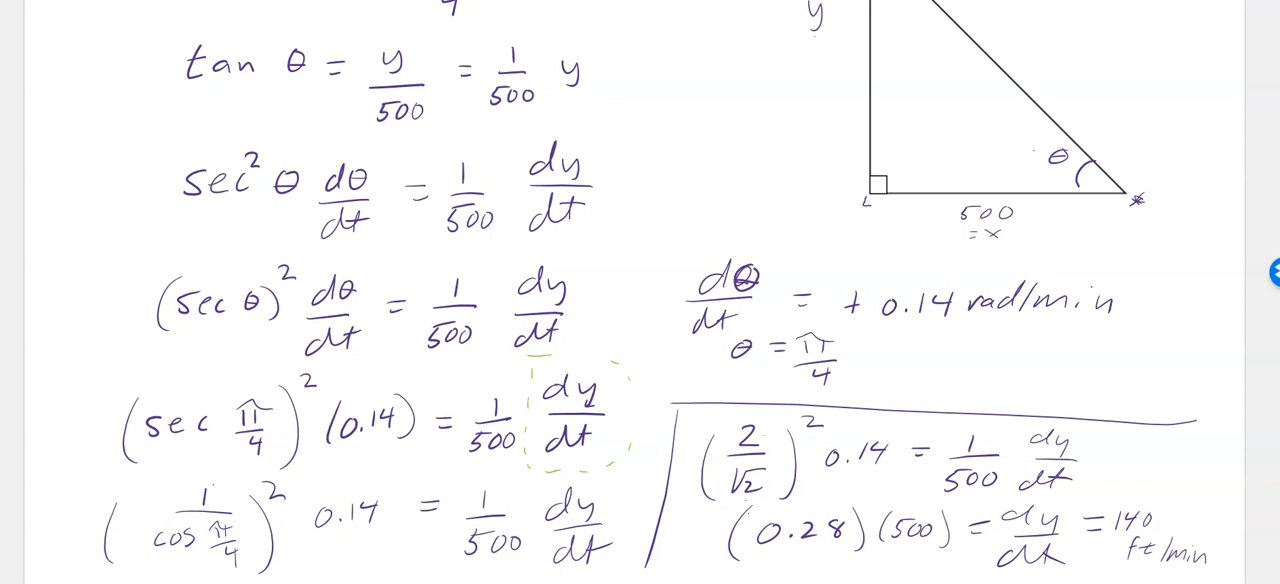 tan θ = y/500 = 1/500 y
sec² θ dθ/dt = 1/500 dy/dt
(sec θ)² dθ/dt = 1/500 dy/dt
(sec π/4)² (0.14) = 1/500 dy/dt
(1/cos π/4)² 0.14 = 1/500 dy/dt
y
θ
L
500
= x
dθ/dt = + 0.14 rad/min
θ = π/4
(2/√2)² 0.14 = 1/500 dy/dt
(0.28)(500) = dy/dt = 140
ft/min